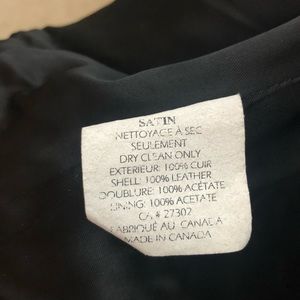 SATIN
NETTOYAGE À SEC
SEULEMENT
DRY CLEAN ONLY
EXTERIEUR: 100% CUIR
SHELL: 100% LEATHER
DOUBLURE: 100% ACETATE
LINING: 100% ACETATE
CA# 27302
FABRIQUÉ AU CANADA
MADE IN CANADA